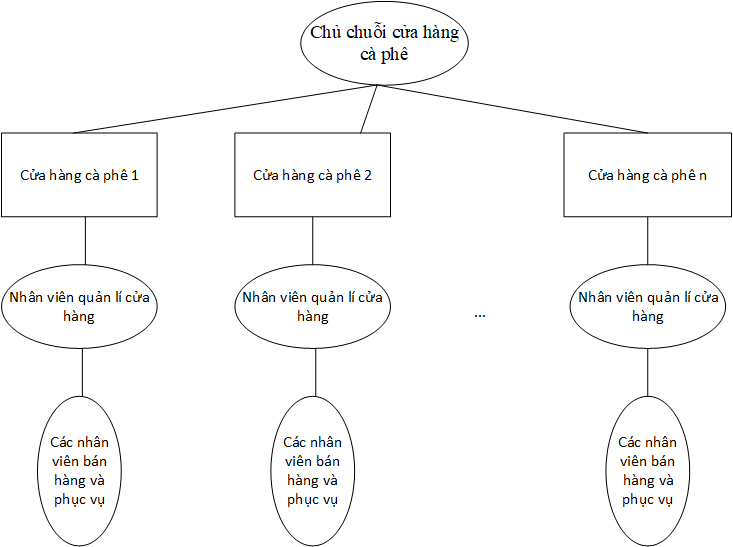 Chủ chuỗi cửa hàng
cà phê
Cửa hàng cà phê 1
Cửa hàng cà phê 2
Cửa hàng cà phê n
Nhân viên quản lí cửa
hàng
Nhân viên quản lí cửa
hàng
...
Nhân viên quản lí cửa
hàng
Các nhân
viên bán
hàng và
phục vụ
Các nhân
viên bán
hàng và
phục vụ
Các nhân
viên bán
hàng và
phục vụ